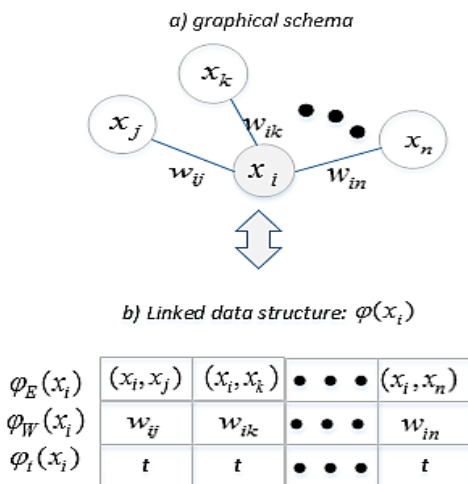 a) graphical schema
x_k
x_j
w_ik
x_n
w_ij
x_i
w_in
b) Linked data structure: φ(x_i)
φ_E(x_i) (x_i, x_j) (x_i, x_k) • • • (x_i, x_n)
φ_W(x_i) w_ij w_ik • • • w_in
φ_t(x_i) t t • • • t